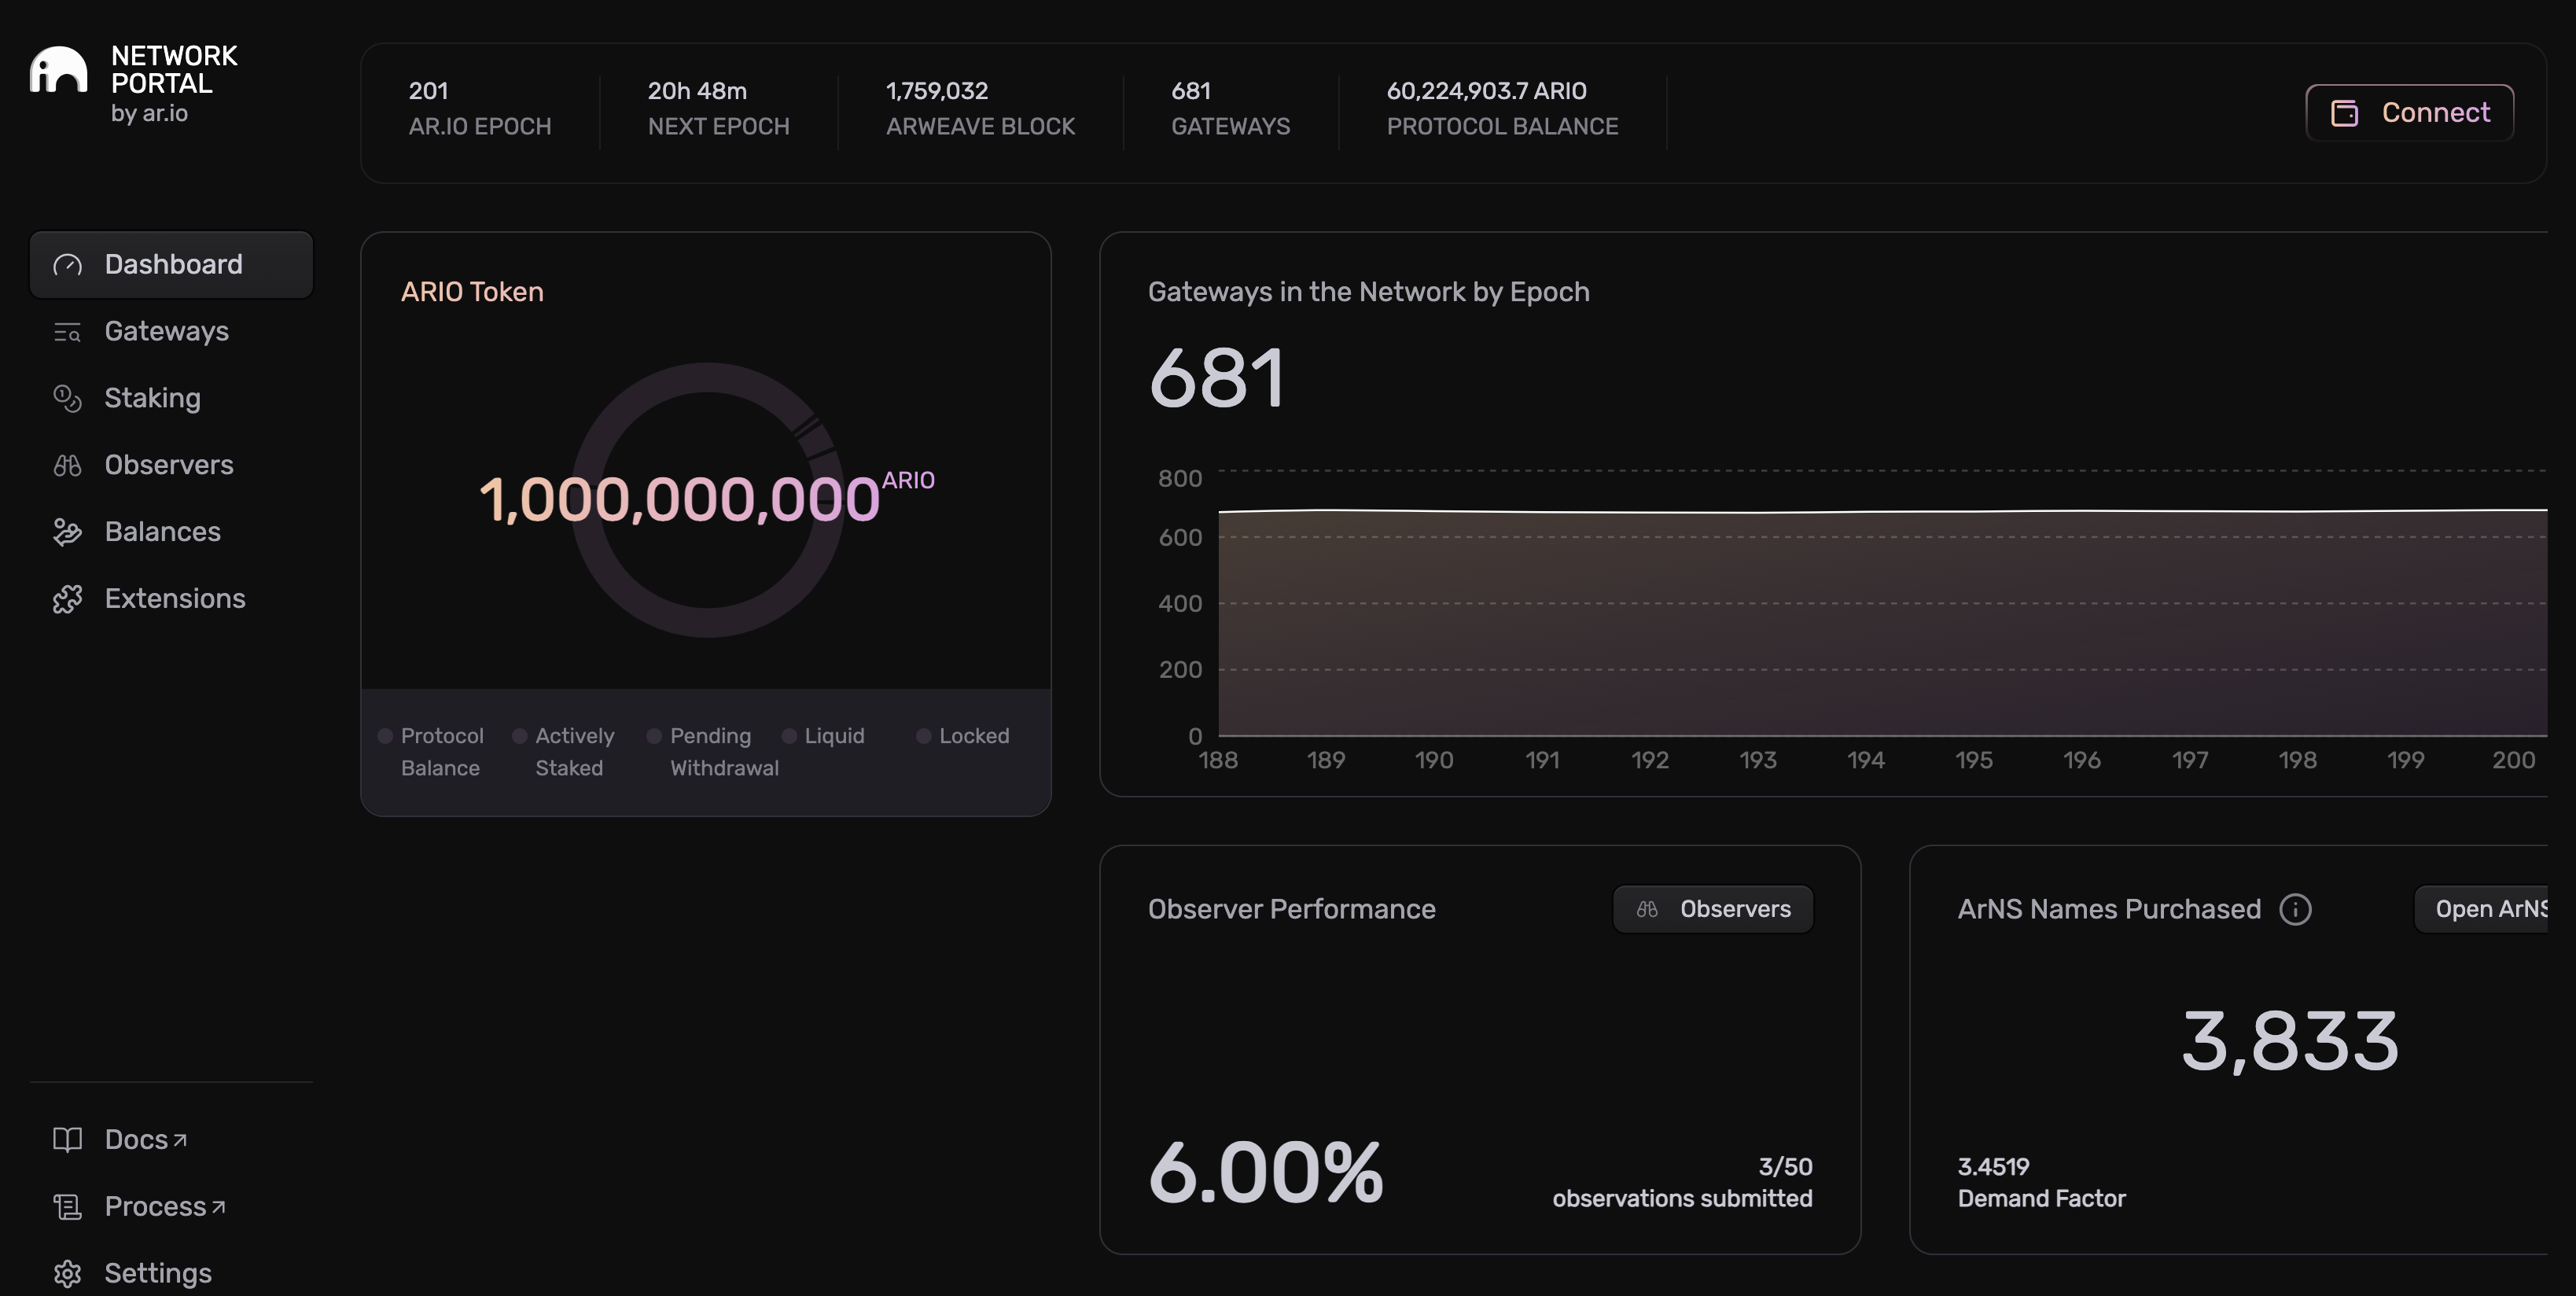 NETWORK
PORTAL
by ar.io
201
AR.IO EPOCH
20h 48m
NEXT EPOCH
1,759,032
ARWEAVE BLOCK
681
GATEWAYS
60,224,903.7 ARIO
PROTOCOL BALANCE
Connect
Dashboard
Gateways
Staking
Observers
Balances
Extensions
Docs
Process
Settings
ARIO Token
1,000,000,000 ARIO
Protocol
Balance
Actively
Staked
Pending
Withdrawal
Liquid
Locked
Gateways in the Network by Epoch
681
800
600
400
200
0
188 189 190 191 192 193 194 195 196 197 198 199 200
Observer Performance
Observers
6.00%
3/50
observations submitted
ArNS Names Purchased
Open ArNS
3,833
3.4519
Demand Factor